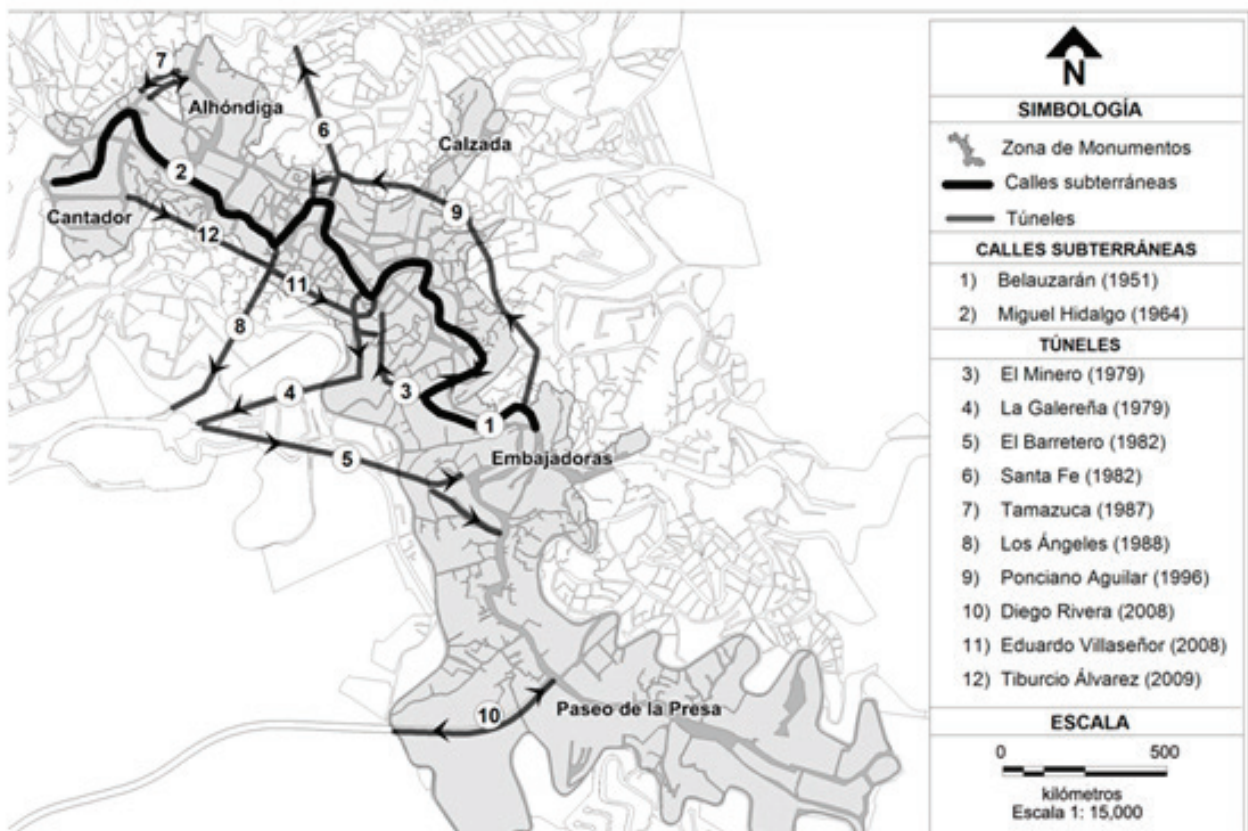 7
Alhóndiga
6
Calzada
2
9
Cantador
12
11
8
4
3
1
5
Embajadoras
10
Paseo de la Presa
N
SIMBOLOGÍA
Zona de Monumentos
Calles subterráneas
Túneles
CALLES SUBTERRÁNEAS
1) Belauzarán (1951)
2) Miguel Hidalgo (1964)
TÚNELES
3) El Minero (1979)
4) La Galereña (1979)
5) El Barretero (1982)
6) Santa Fe (1982)
7) Tamazuca (1987)
8) Los Ángeles (1988)
9) Ponciano Aguilar (1996)
10) Diego Rivera (2008)
11) Eduardo Villaseñor (2008)
12) Tiburcio Álvarez (2009)
ESCALA
0 500
kilómetros
Escala 1: 15,000